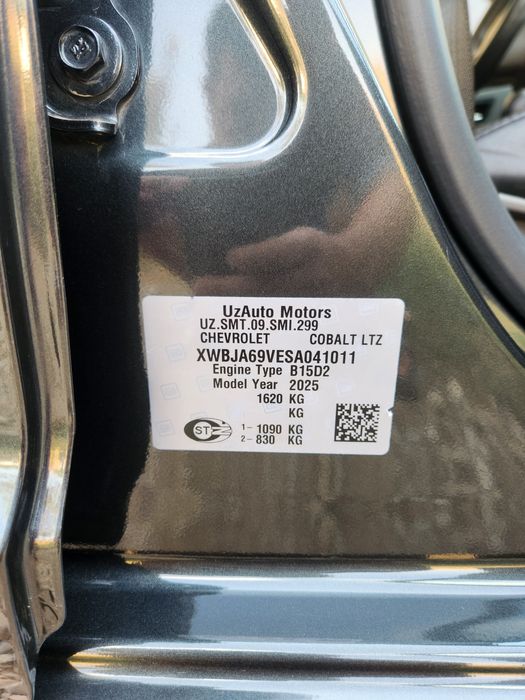 UzAuto Motors
UZ.SMT.09.SMI.299
CHEVROLET COBALT LTZ
XWBJA69VESA041011
Engine Type B15D2
Model Year 2025
1620 KG
KG
1- 1090 KG
2- 830 KG